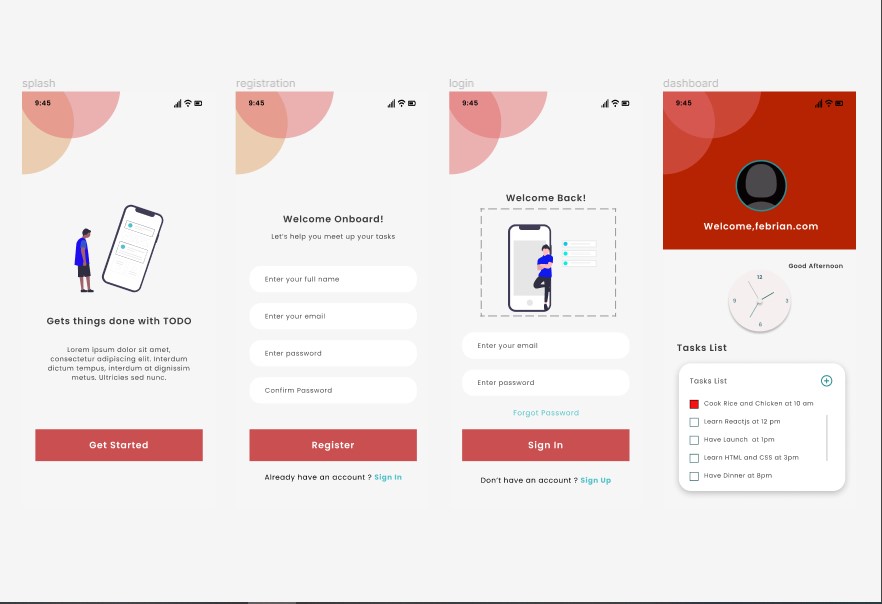 splash
9:45
Gets things done with TODO
Lorem Ipsum dolor sit amet,
consectetur adipiscing elit. Interdum
dictum tempus, interdum at dignissim
metus. Ultricies sed nunc.
Get Started
registration
9:45
Welcome Onboard!
Let's help you meet up your tasks
Enter your full name
Enter your email
Enter password
Confirm Password
Register
Already have an account ? Sign In
login
9:45
Welcome Back!
Enter your email
Enter password
Forgot Password
Sign In
Don't have an account ? Sign Up
dashboard
9:45
Welcome,febrian.com
Good Afternoon
12
9 3
6
Tasks List
Tasks List
Cook Rice and Chicken at 10 am
Learn Reactjs at 12 pm
Have Launch at 1pm
Learn HTML and CSS at 3pm
Have Dinner at 8pm